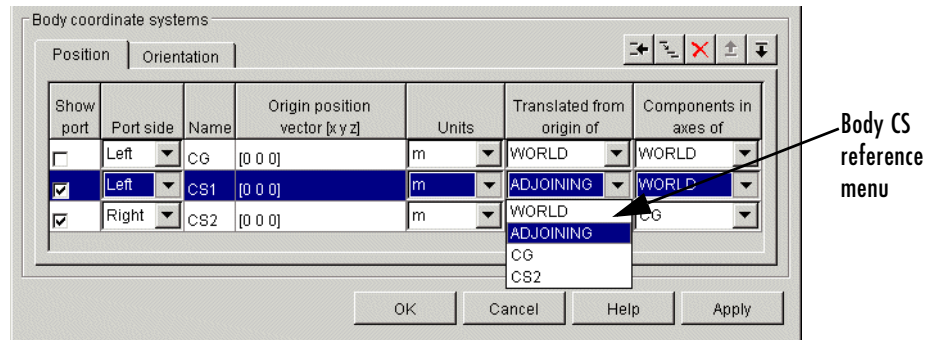 Body coordinate systems
Position Orientation
Show port Port side Name Origin position vector [x y z] Units Translated from origin of Components in axes of
Left CG [0 0 0] m WORLD WORLD
Left CS1 [0 0 0] m ADJOINING WORLD
Right CS2 [0 0 0] m CG
WORLD
ADJOINING
CG
CS2
OK Cancel Help Apply
Body CS
reference
menu